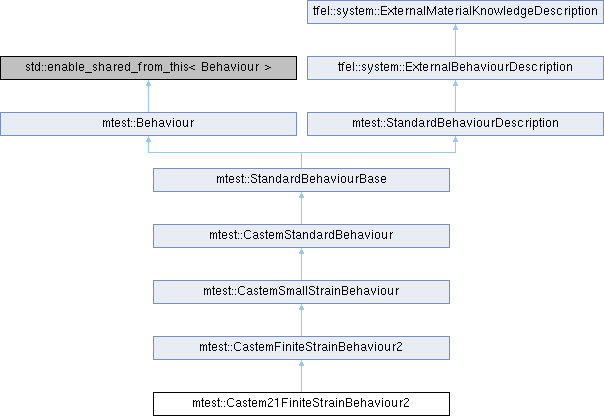 tfel::system::ExternalMaterialKnowledgeDescription
std::enable_shared_from_this< Behaviour >
tfel::system::ExternalBehaviourDescription
mtest::Behaviour
mtest::StandardBehaviourDescription
mtest::StandardBehaviourBase
mtest::CastemStandardBehaviour
mtest::CastemSmallStrainBehaviour
mtest::CastemFiniteStrainBehaviour2
mtest::Castem21FiniteStrainBehaviour2